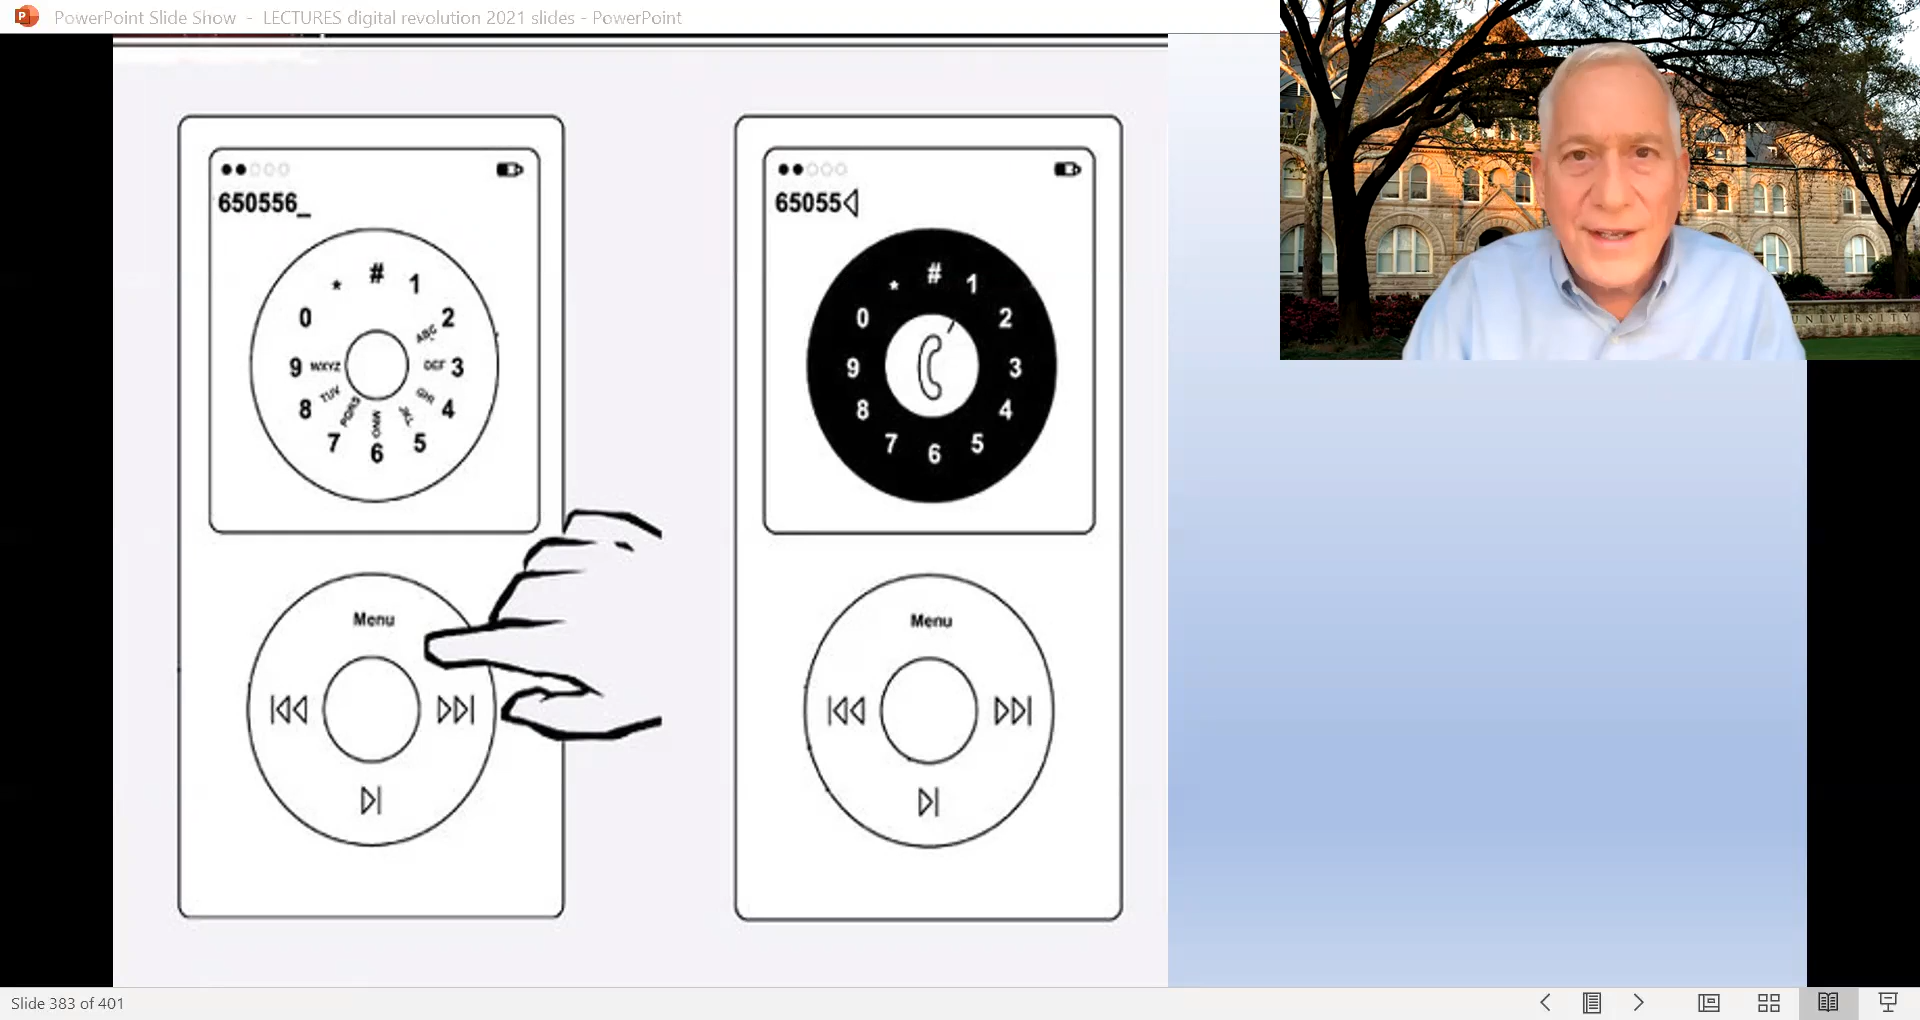 PowerPoint Slide Show - LECTURES digital revolution 2021 slides - PowerPoint
650556_
* # 1
0 2 ABC
9 WXYZ DEF 3
8 TUV GHI 4
7 PQRS MNO JKL 5
6
Menu
65055
* # 1
0 2
9 3
8 4
7 6 5
Menu
UNIVERSITY
Slide 383 of 401